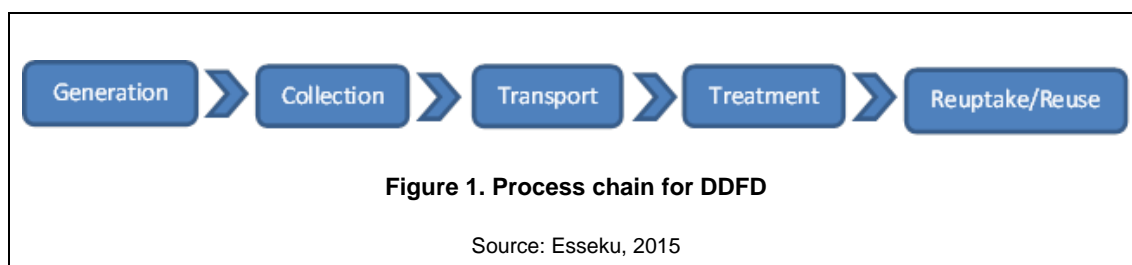 Generation Collection Transport Treatment Reuptake/Reuse
Figure 1. Process chain for DDFD
Source: Esseku, 2015